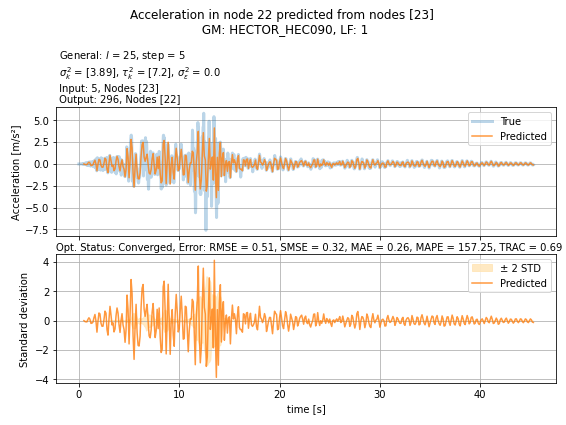 Acceleration in node 22 predicted from nodes [23]
GM: HECTOR_HEC090, LF: 1
General: l = 25, step = 5
σ²ₖ = [3.89], τ²ₖ = [7.2], σ²_ε = 0.0
Input: 5, Nodes [23]
Output: 296, Nodes [22]
Acceleration [m/s²]
5.0
2.5
0.0
−2.5
−5.0
−7.5
True
Predicted
Opt. Status: Converged, Error: RMSE = 0.51, SMSE = 0.32, MAE = 0.26, MAPE = 157.25, TRAC = 0.69
Standard deviation
4
2
0
−2
−4
± 2 STD
Predicted
0 10 20 30 40
time [s]